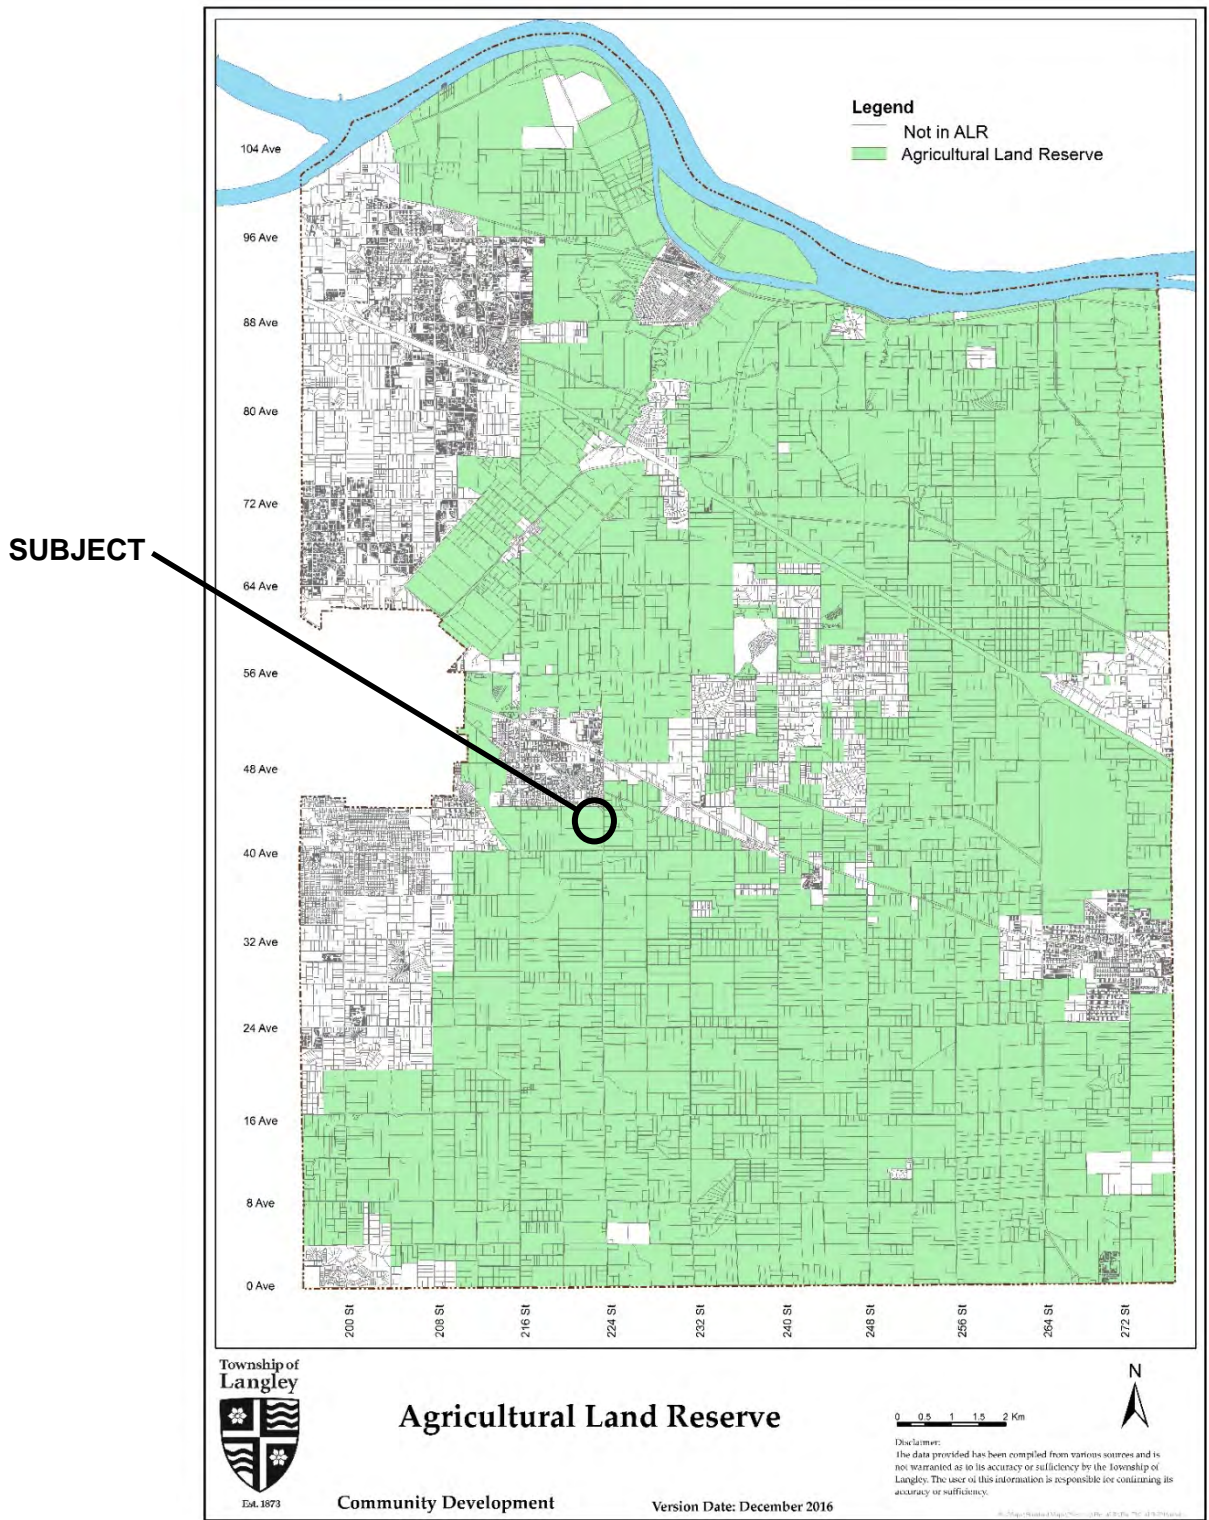 Legend
Not in ALR
Agricultural Land Reserve
104 Ave
96 Ave
88 Ave
80 Ave
72 Ave
SUBJECT
64 Ave
56 Ave
48 Ave
40 Ave
32 Ave
24 Ave
16 Ave
8 Ave
0 Ave
200 St
208 St
216 St
224 St
232 St
240 St
248 St
256 St
264 St
272 St
Township of
Langley
Est. 1873
Agricultural Land Reserve
Community Development
Version Date: December 2016
0 0.5 1 1.5 2 Km
N
Disclaimer:
The data provided has been compiled from various sources and is
not warranted as to its accuracy or sufficiency by the Township of
Langley. The user of this information is responsible for confirming its
accuracy or sufficiency.